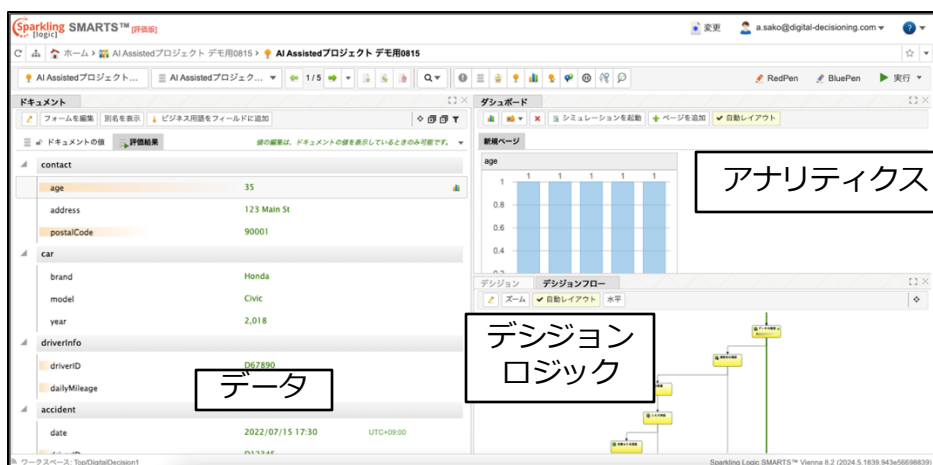 Sparkling SMARTS™ [評価版]
[logic]
変更
a.sako@digital-decisioning.com
ホーム › AI Assistedプロジェクト デモ用0815 › AI Assistedプロジェクト デモ用0815
AI Assistedプロジェクト...
AI Assistedプロジェク...
1/5
RedPen
BluePen
実行
ドキュメント
フォームを編集 別名を表示 ビジネス用語をフィールドに追加
ドキュメントの値 評価結果 値の編集は、ドキュメントの値を表示しているときのみ可能です。
contact
age 35
address 123 Main St
postalCode 90001
car
brand Honda
model Civic
year 2,018
driverInfo
driverID D67890
dailyMileage
データ
accident
date 2022/07/15 17:30 UTC+09:00
ワークスペース: Top/DigitalDecision1
ダッシュボード
シミュレーションを起動 ページを追加 自動レイアウト
新規ページ
age
1 1 1 1 1
1
0.8
0.6
0.4
アナリティクス
デシジョン デシジョンフロー
ズーム 自動レイアウト 水平
デシジョン
ロジック
Sparkling Logic SMARTS™ Vienna 8.2 (2024.5.1839.943e56698839)